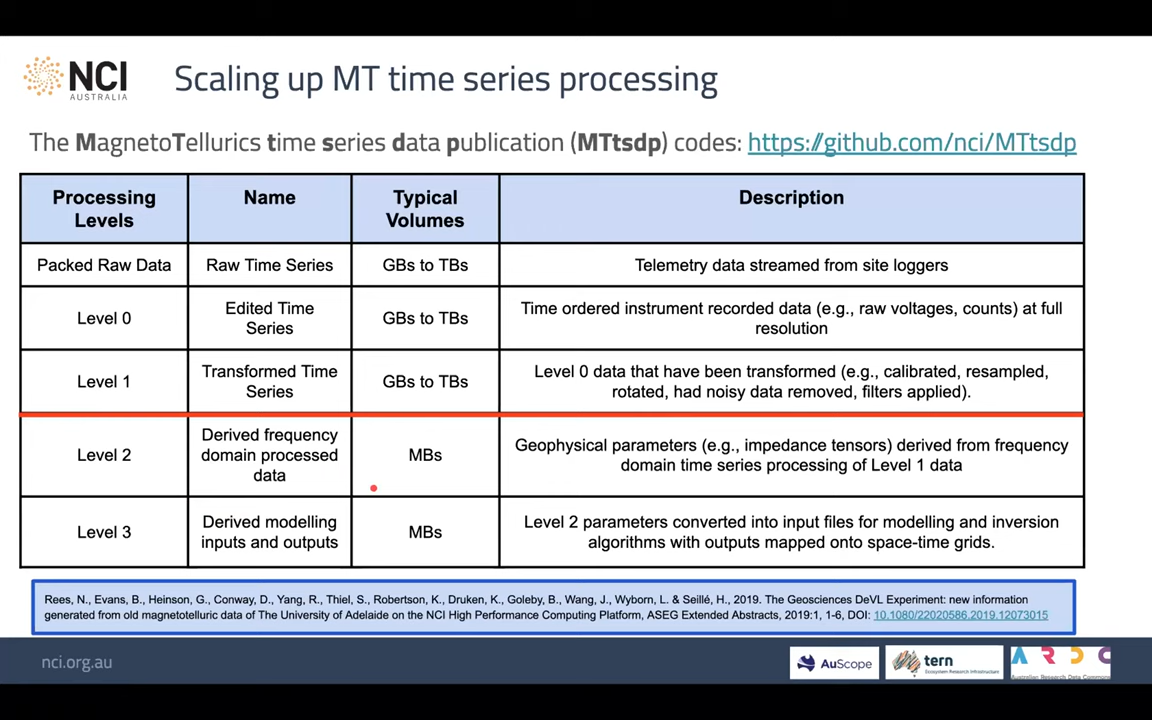 NCI
AUSTRALIA
Scaling up MT time series processing
The MagnetoTellurics time series data publication (MTtsdp) codes: https://github.com/nci/MTtsdp
Processing
Levels
Name
Typical
Volumes
Description
Packed Raw Data
Raw Time Series
GBs to TBs
Telemetry data streamed from site loggers
Level 0
Edited Time
Series
GBs to TBs
Time ordered instrument recorded data (e.g., raw voltages, counts) at full
resolution
Level 1
Transformed Time
Series
GBs to TBs
Level 0 data that have been transformed (e.g., calibrated, resampled,
rotated, had noisy data removed, filters applied).
Level 2
Derived frequency
domain processed
data
MBs
Geophysical parameters (e.g., impedance tensors) derived from frequency
domain time series processing of Level 1 data
Level 3
Derived modelling
inputs and outputs
MBs
Level 2 parameters converted into input files for modelling and inversion
algorithms with outputs mapped onto space-time grids.
Rees, N., Evans, B., Heinson, G., Conway, D., Yang, R., Thiel, S., Robertson, K., Druken, K., Goleby, B., Wang, J., Wyborn, L. & Seillé, H., 2019. The Geosciences DeVL Experiment: new information
generated from old magnetotelluric data of The University of Adelaide on the NCI High Performance Computing Platform, ASEG Extended Abstracts, 2019:1, 1-6, DOI: 10.1080/22020586.2019.12073015
nci.org.au
AuScope
tern
Ecosystem Research Infrastructure
ARDC
Australian Research Data Commons